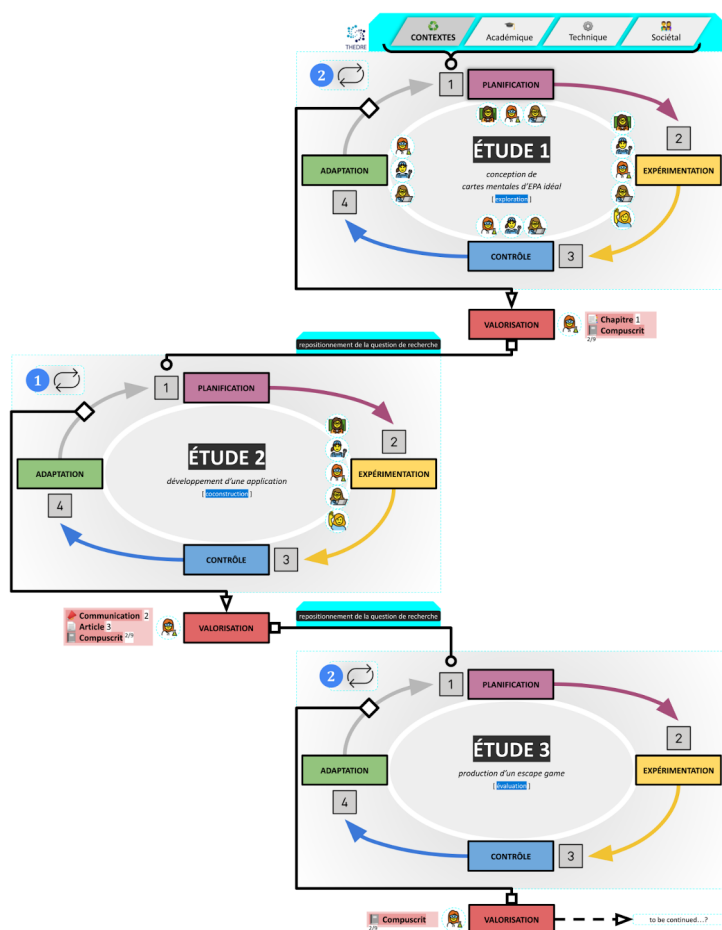 THEDRE
CONTEXTES
Académique
Technique
Sociétal
2
1
PLANIFICATION
2
ÉTUDE 1
conception de
cartes mentales d'EPA idéal
[ exploration ]
ADAPTATION
EXPÉRIMENTATION
4
CONTRÔLE
3
VALORISATION
Chapitre 1
Compuscrit
2/9
repositionnement de la question de recherche
1
1
PLANIFICATION
2
ÉTUDE 2
développement d'une application
[ coconstruction ]
ADAPTATION
EXPÉRIMENTATION
4
CONTRÔLE
3
Communication 2
Article 3
Compuscrit 2/9
VALORISATION
repositionnement de la question de recherche
2
1
PLANIFICATION
2
ÉTUDE 3
production d'un escape game
[ évaluation ]
ADAPTATION
EXPÉRIMENTATION
4
CONTRÔLE
3
Compuscrit
2/9
VALORISATION
to be continued...?